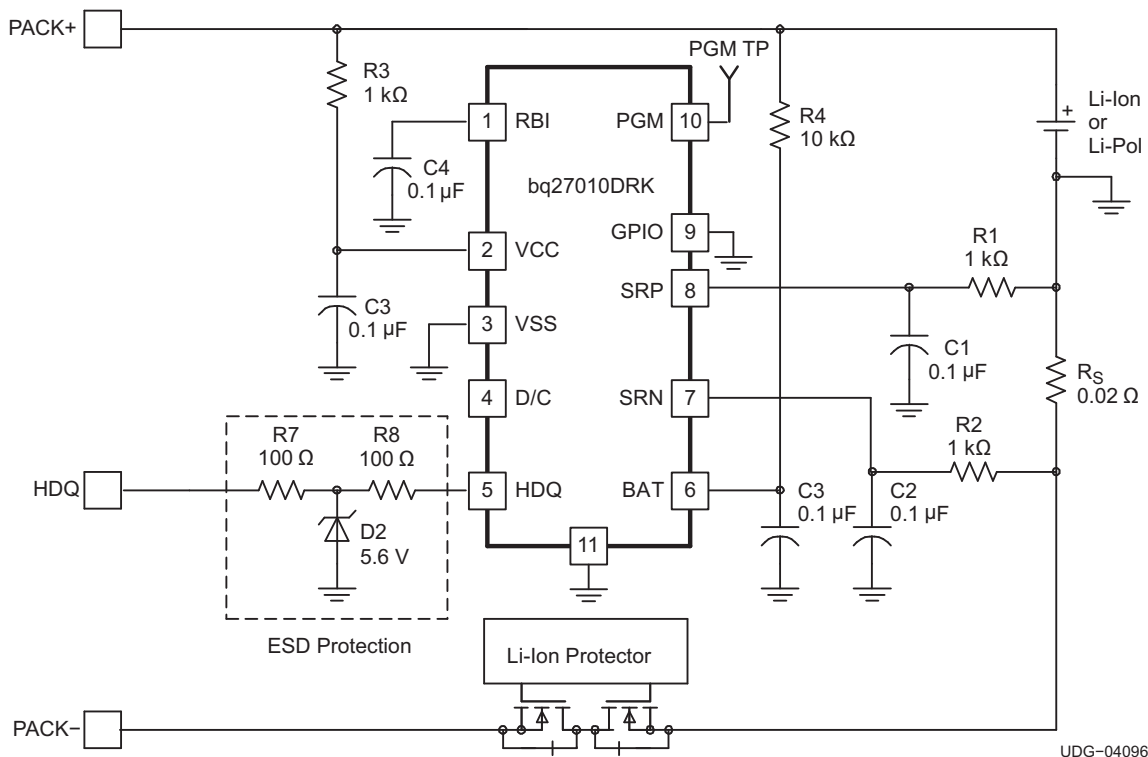 PACK+
R3
1 kΩ
PGM TP
R4
10 kΩ
+
Li-Ion
or
Li-Pol
1
RBI
PGM
10
C4
0.1 μF
bq27010DRK
GPIO
9
R1
1 kΩ
2
VCC
SRP
8
C3
0.1 μF
3
VSS
C1
0.1 μF
RS
0.02 Ω
4
D/C
SRN
7
R7
100 Ω
R8
100 Ω
R2
1 kΩ
HDQ
5
HDQ
BAT
6
C3
0.1 μF
C2
0.1 μF
D2
5.6 V
11
ESD Protection
Li-Ion Protector
PACK−
UDG−04096